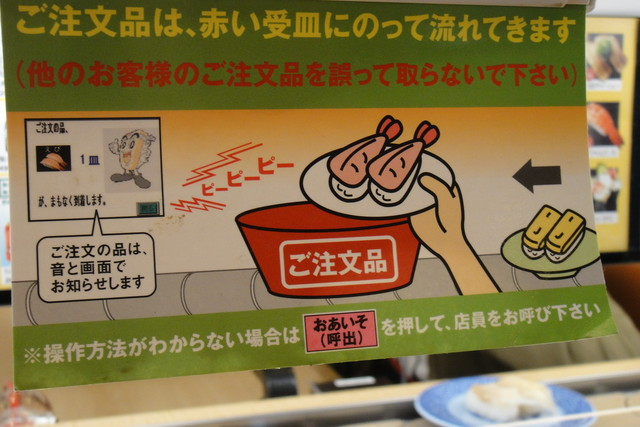 ご注文品は、赤い受皿にのって流れてきます
(他のお客様のご注文品を誤って取らないで下さい)
ご注文の品、
えび
1皿
が、まもなく到着します。
ピーピーピー
ご注文の品は、
音と画面で
お知らせします
ご注文品
※操作方法がわからない場合は おあいそ(呼出) を押して、店員をお呼び下さい